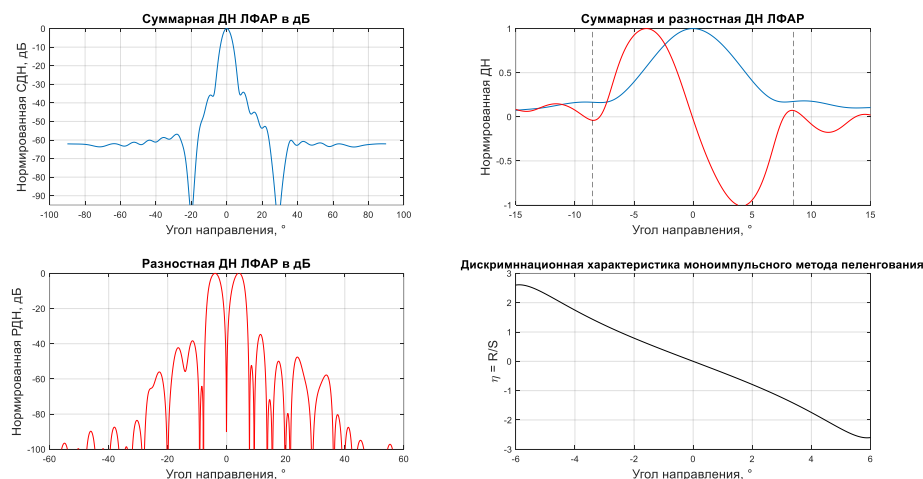 Суммарная ДН ЛФАР в дБ
Нормированная СДН, дБ
0
-10
-20
-30
-40
-50
-60
-70
-80
-90
-100 -80 -60 -40 -20 0 20 40 60 80 100
Угол направления, °
Суммарная и разностная ДН ЛФАР
Нормированная ДН
1
0.5
0
-0.5
-1
-15 -10 -5 0 5 10 15
Угол направления, °
Разностная ДН ЛФАР в дБ
Нормированная РДН, дБ
0
-20
-40
-60
-80
-100
-60 -40 -20 0 20 40 60
Угол направления, °
Дискримннационная характеристика моноимпульсного метода пеленгования
η = R/S
3
2
1
0
-1
-2
-3
-6 -4 -2 0 2 4 6
Угол направления, °